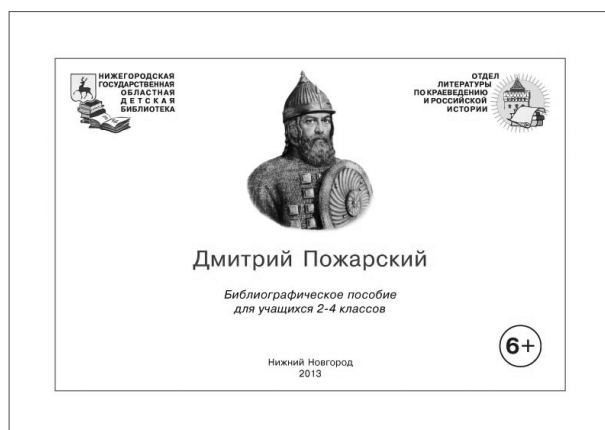 НИЖЕГОРОДСКАЯ
ГОСУДАРСТВЕННАЯ
ОБЛАСТНАЯ
ДЕТСКАЯ
БИБЛИОТЕКА
ОТДЕЛ
ЛИТЕРАТУРЫ
ПО КРАЕВЕДЕНИЮ
И РОССИЙСКОЙ
ИСТОРИИ
Дмитрий Пожарский
Библиографическое пособие
для учащихся 2-4 классов
6+
Нижний Новгород
2013